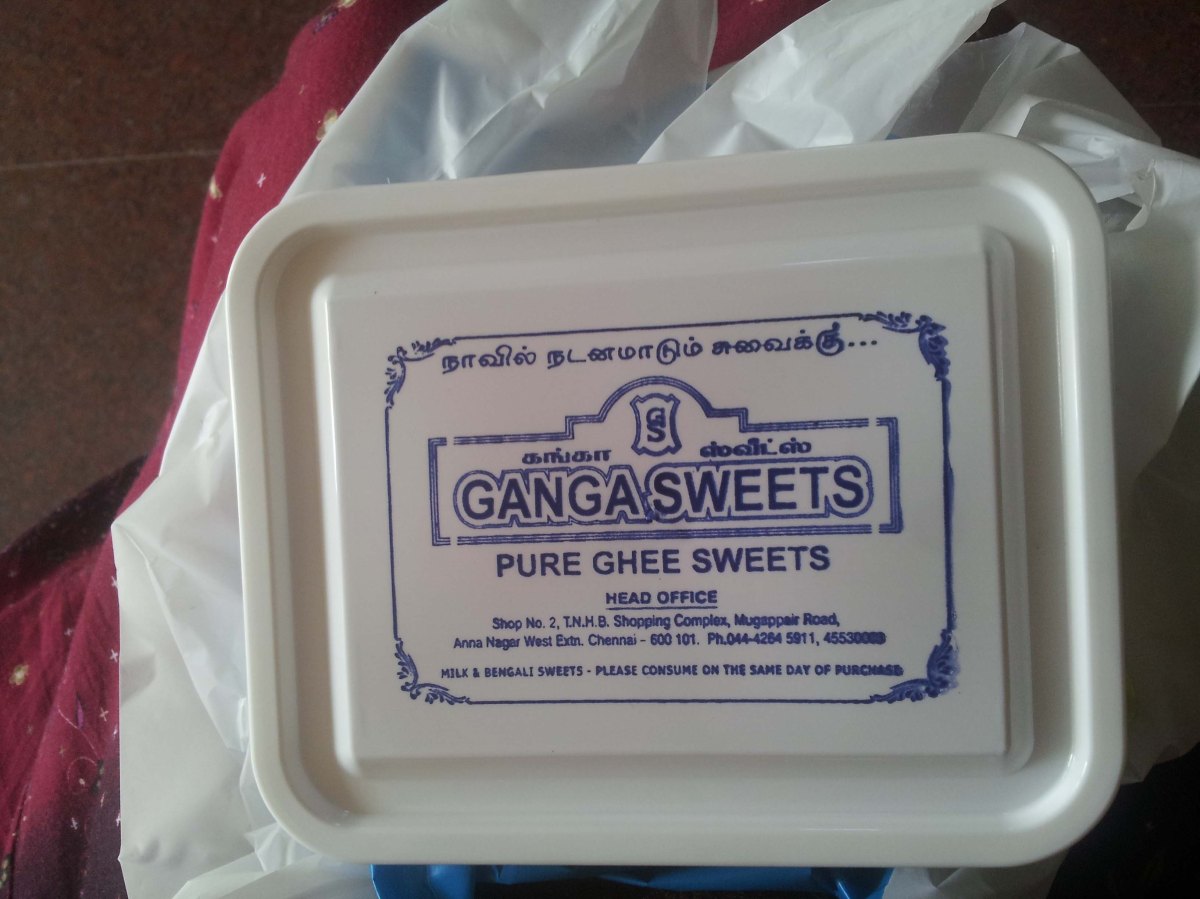 நாவில் நடனமாடும் சுவைக்கு...
GS
கங்கா ஸ்வீட்ஸ்
GANGA SWEETS
PURE GHEE SWEETS
HEAD OFFICE
Shop No. 2, T.N.H.B. Shopping Complex, Mugappair Road,
Anna Nagar West Extn. Chennai - 600 101. Ph.044-4264 5911,
MILK & BENGALI SWEETS - PLEASE CONSUME ON THE SAME DAY OF PURCHASE